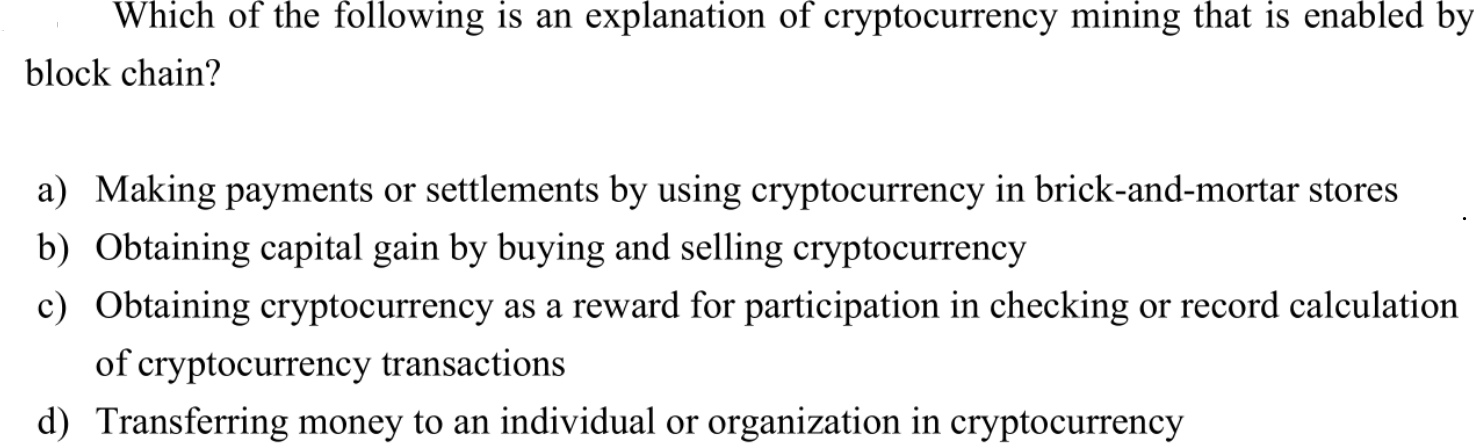 Which of the following is an explanation of cryptocurrency mining that is enabled by
block chain?
a) Making payments or settlements by using cryptocurrency in brick-and-mortar stores
b) Obtaining capital gain by buying and selling cryptocurrency
c) Obtaining cryptocurrency as a reward for participation in checking or record calculation
of cryptocurrency transactions
d) Transferring money to an individual or organization in cryptocurrency